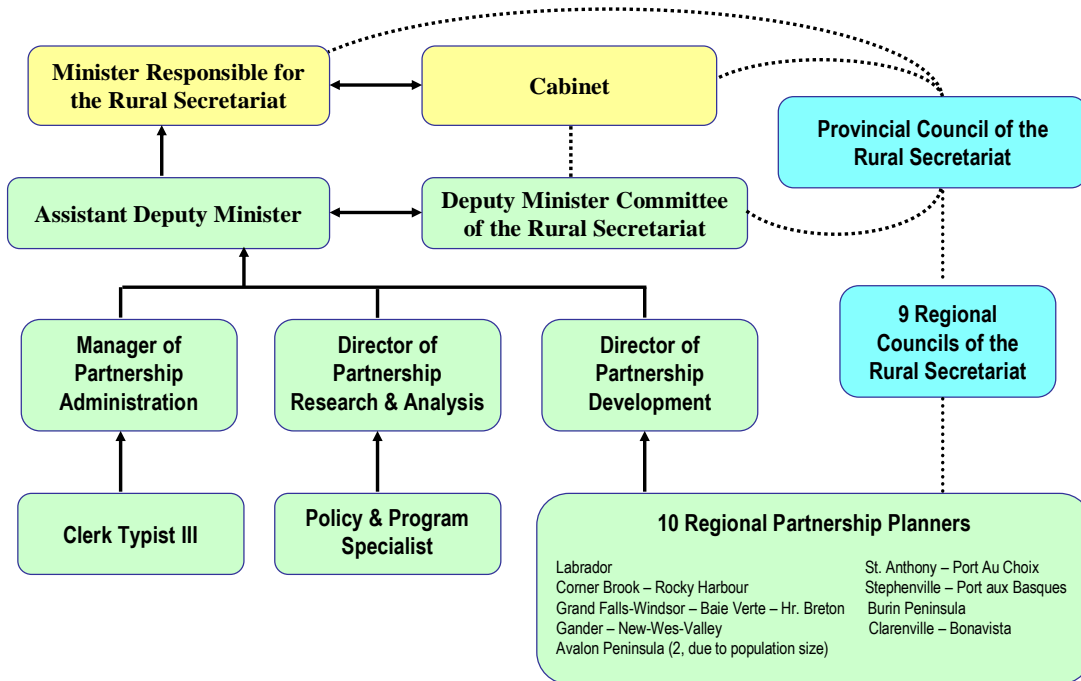 Minister Responsible for
the Rural Secretariat
Cabinet
Provincial Council of the
Rural Secretariat
Assistant Deputy Minister
Deputy Minister Committee
of the Rural Secretariat
9 Regional
Councils of the
Rural Secretariat
Manager of
Partnership
Administration
Director of
Partnership
Research & Analysis
Director of
Partnership
Development
Clerk Typist III
Policy & Program
Specialist
10 Regional Partnership Planners
Labrador
Corner Brook – Rocky Harbour
Grand Falls-Windsor – Baie Verte – Hr. Breton
Gander – New-Wes-Valley
Avalon Peninsula (2, due to population size)
St. Anthony – Port Au Choix
Stephenville – Port aux Basques
Burin Peninsula
Clarenville – Bonavista